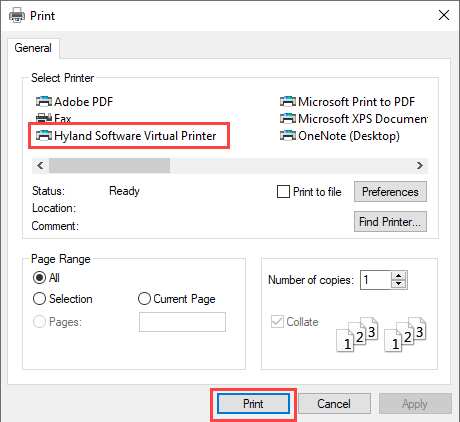 Print
General
Select Printer
Adobe PDF
Microsoft Print to PDF
Fax
Microsoft XPS Documen
Hyland Software Virtual Printer
OneNote (Desktop)
Status: Ready
Print to file
Preferences
Location:
Comment:
Find Printer...
Page Range
All
Selection
Current Page
Pages:
Number of copies: 1
Collate
1 2 3 1 2 3
Print
Cancel
Apply